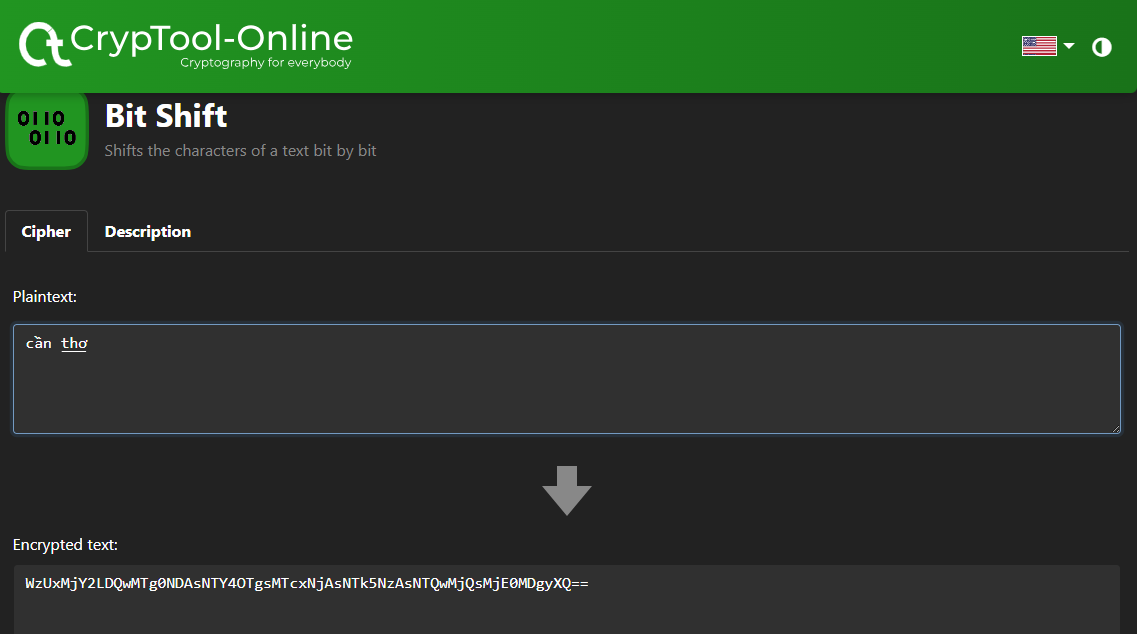 CrypTool-Online
Cryptography for everybody
0110
0110
Bit Shift
Shifts the characters of a text bit by bit
Cipher
Description
Plaintext:
cần thơ
Encrypted text:
WzUxMjY2LDQwMTg0NDAsNTY4OTgsMTcxNjAsNTk5NzAsNTQwMjQsMjE0MDgyXQ==